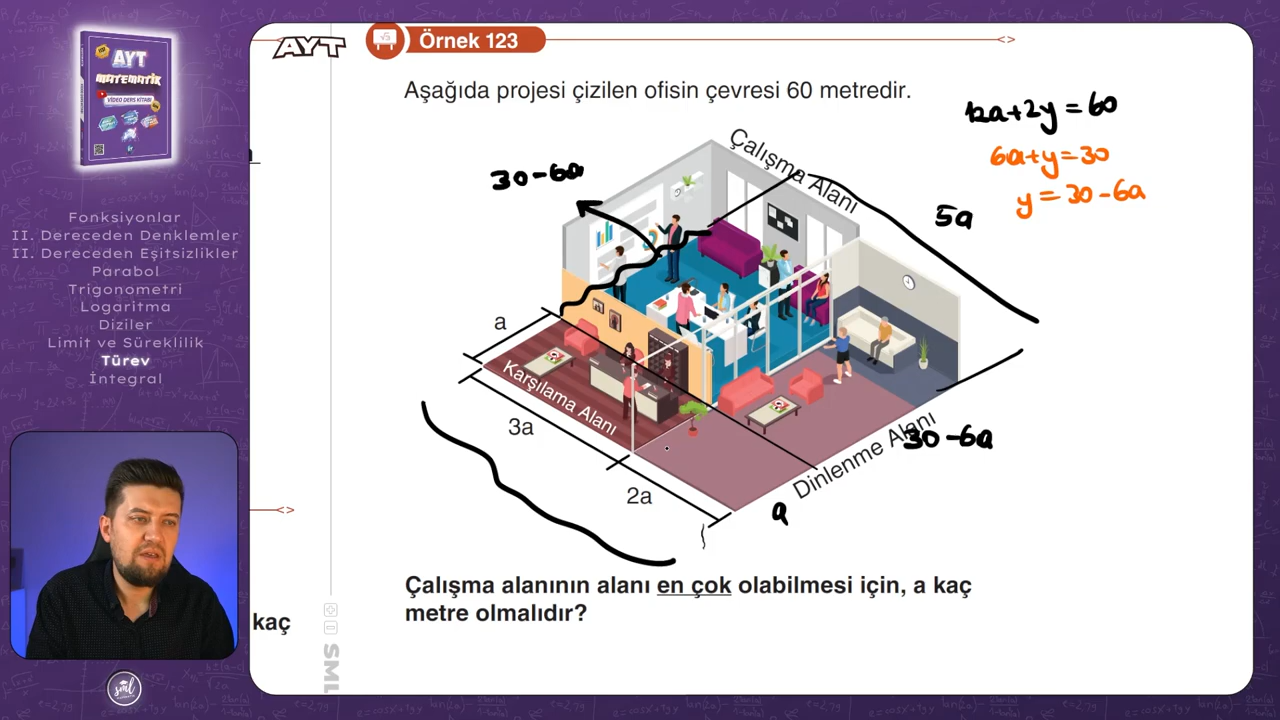 AYT
MATEMATİK
VİDEO DERS KİTABI
Fonksiyonlar
II. Dereceden Denklemler
II. Dereceden Eşitsizlikler
Parabol
Trigonometri
Logaritma
Diziler
Limit ve Süreklilik
Türev
İntegral
sml
kaç
AYT
√5
Örnek 123
Aşağıda projesi çizilen ofisin çevresi 60 metredir.
12a+2y=60
6a+y=30
y=30-6a
30-6a
Çalışma Alanı
5a
a
Karşılama Alanı
3a
2a
Dinlenme Alanı
30-6a
a
Çalışma alanının alanı en çok olabilmesi için, a kaç
metre olmalıdır?
SML